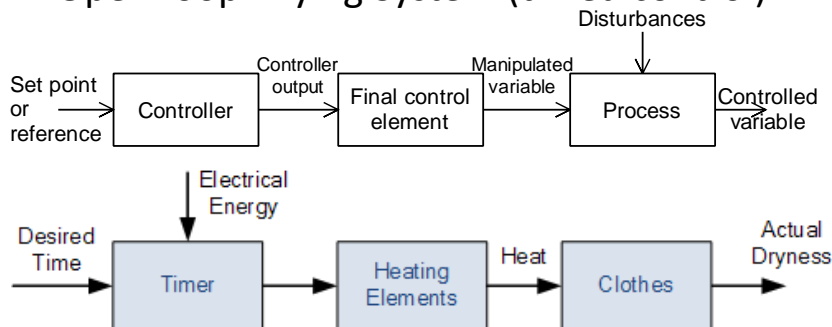 Disturbances
Set point
or
reference
Controller
Controller
output
Final control
element
Manipulated
variable
Process
Controlled
variable
Electrical
Energy
Desired
Time
Timer
Heating
Elements
Heat
Clothes
Actual
Dryness